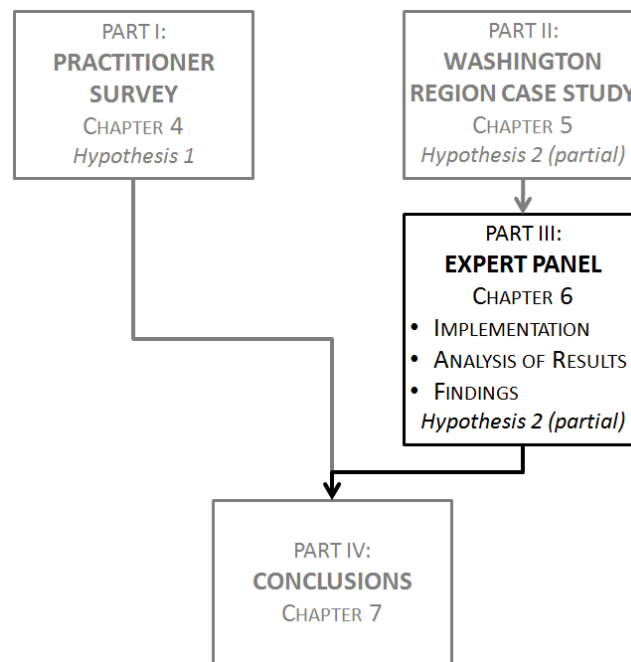 PART I:
PRACTITIONER
SURVEY
CHAPTER 4
Hypothesis 1
PART II:
WASHINGTON
REGION CASE STUDY
CHAPTER 5
Hypothesis 2 (partial)
PART III:
EXPERT PANEL
CHAPTER 6
• IMPLEMENTATION
• ANALYSIS OF RESULTS
• FINDINGS
Hypothesis 2 (partial)
PART IV:
CONCLUSIONS
CHAPTER 7